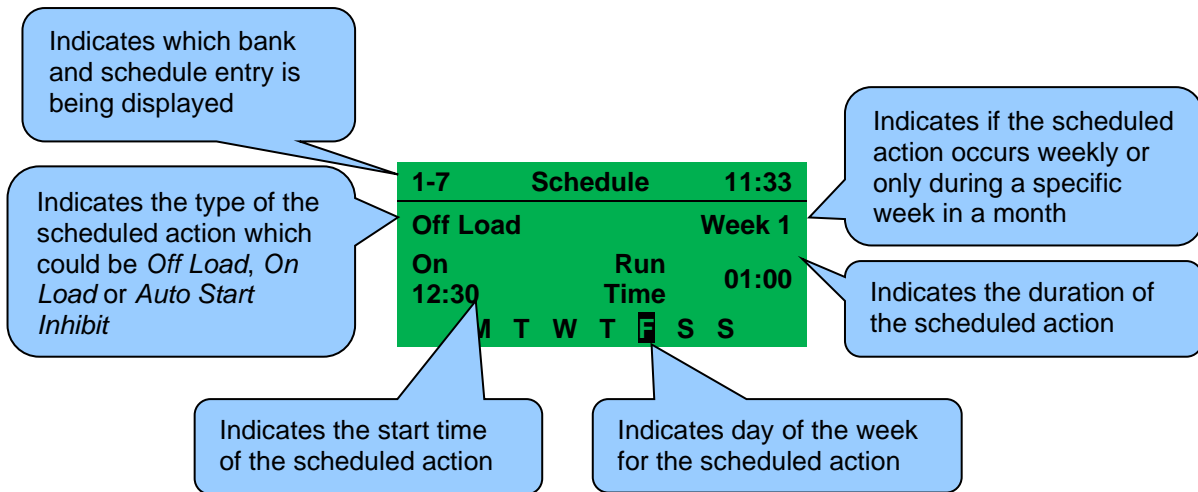 Indicates which bank
and schedule entry is
being displayed
Indicates the type of the
scheduled action which
could be Off Load, On
Load or Auto Start
Inhibit
1-7 Schedule 11:33
Off Load Week 1
On Run
12:30 Time 01:00
M T W T F S S
Indicates if the scheduled
action occurs weekly or
only during a specific
week in a month
Indicates the duration of
the scheduled action
Indicates the start time
of the scheduled action
Indicates day of the week
for the scheduled action